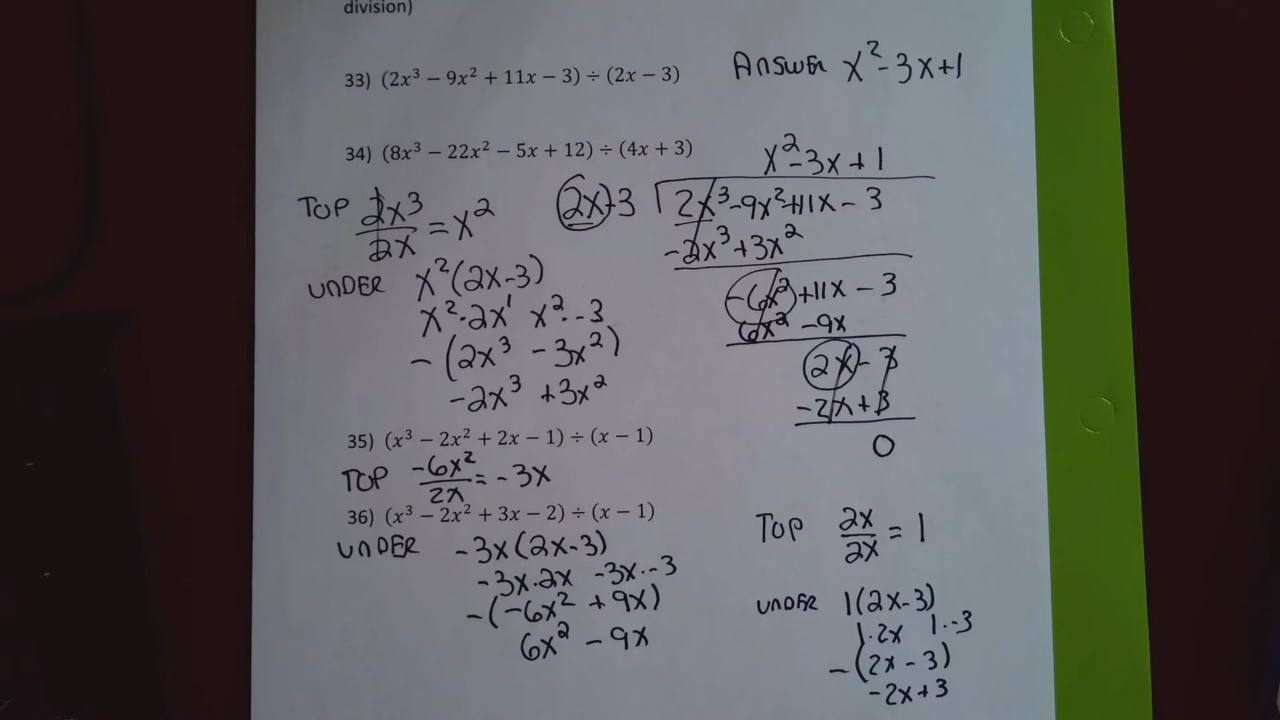 division)
33) (2x³ − 9x² + 11x − 3) ÷ (2x − 3)
ANSWER x² - 3x + 1
34) (8x³ − 22x² − 5x + 12) ÷ (4x + 3)
x² - 3x + 1
2x - 3 ) 2x³ - 9x² + 11x - 3
-2x³ + 3x²
-6x² + 11x - 3
6x² - 9x
2x - 3
-2x + 3
0
TOP 2x³/2x = x²
UNDER x²(2x - 3)
x² · 2x¹ x² · -3
- (2x³ - 3x²)
-2x³ + 3x²
35) (x³ − 2x² + 2x − 1) ÷ (x − 1)
TOP -6x²/2x = -3x
36) (x³ − 2x² + 3x − 2) ÷ (x − 1)
UNDER -3x(2x - 3)
-3x · 2x -3x · -3
-(-6x² + 9x)
6x² - 9x
TOP 2x/2x = 1
UNDER 1(2x - 3)
1 · 2x 1 · -3
- (2x - 3)
-2x + 3